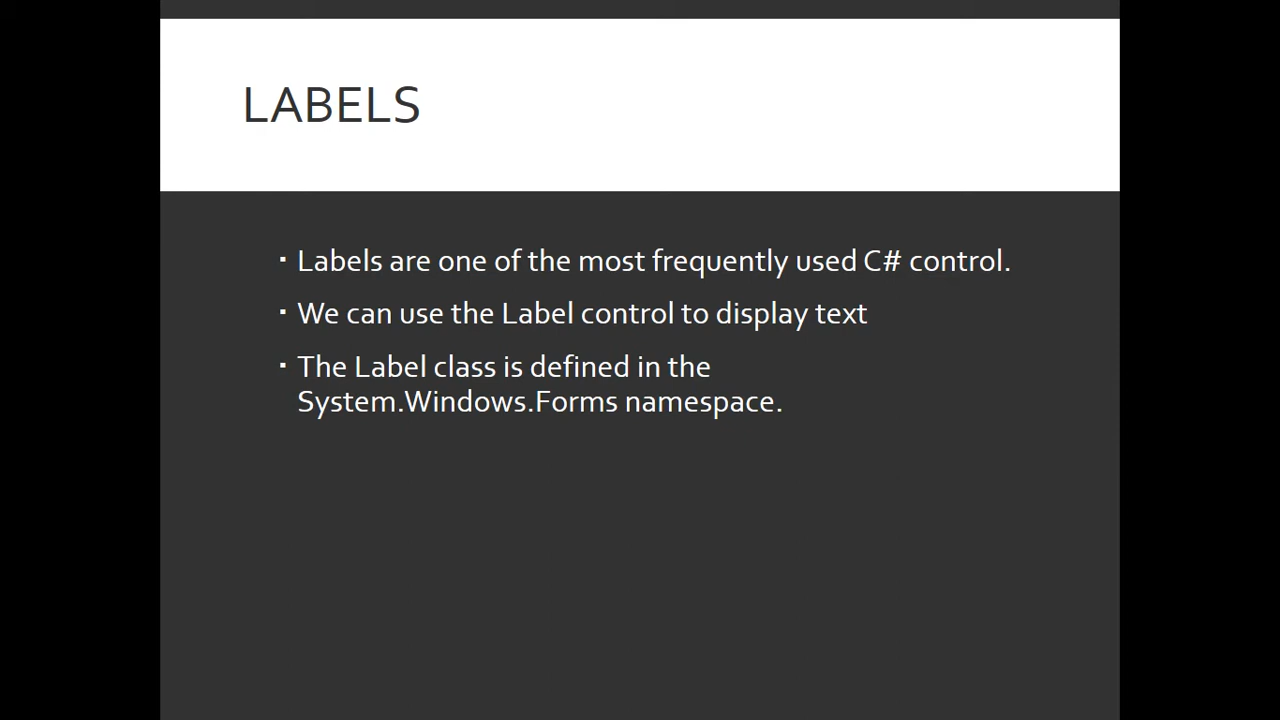 LABELS
▪ Labels are one of the most frequently used C# control.
▪ We can use the Label control to display text
▪ The Label class is defined in the
System.Windows.Forms namespace.